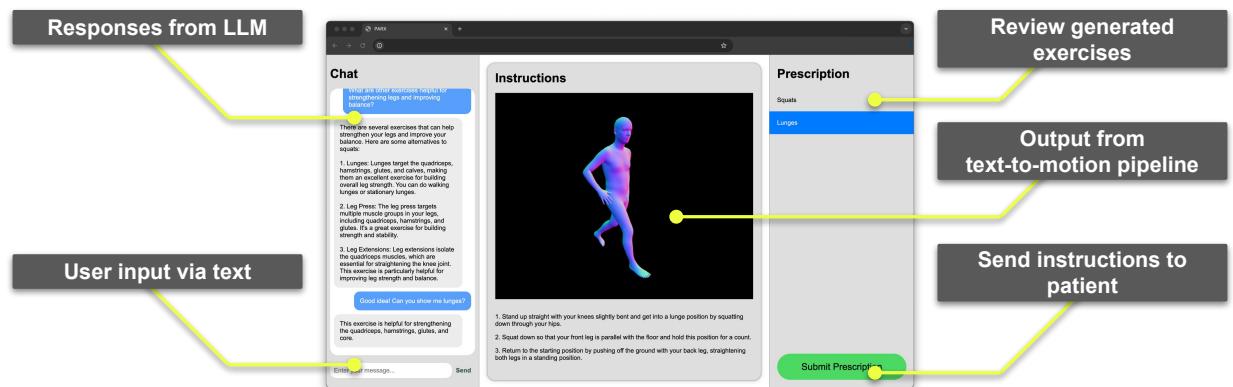 Responses from LLM
User input via text
PARX
Chat
What are other exercises helpful for
strengthening legs and improving
balance?
There are several exercises that can help
strengthen your legs and improve your
balance. Here are some alternatives to
squats:
1. Lunges: Lunges target the quadriceps,
hamstrings, glutes, and calves, making
them an excellent exercise for building
overall leg strength. You can do walking
lunges or stationary lunges.
2. Leg Press: The leg press targets
multiple muscle groups in your legs,
including quadriceps, hamstrings, and
glutes. It's a great exercise for building
strength and stability.
3. Leg Extensions: Leg extensions isolate
the quadriceps muscles, which are
essential for straightening the knee joint.
This exercise is particularly helpful for
improving leg strength and balance.
Good idea! Can you show me lunges?
This exercise is helpful for strengthening
the quadriceps, hamstrings, glutes, and
core.
Enter your message...
Send
Instructions
1. Stand up straight with your knees slightly bent and get into a lunge position by squatting
down through your hips.
2. Squat down so that your front leg is parallel with the floor and hold this position for a count.
3. Return to the starting position by pushing off the ground with your back leg, straightening
both legs in a standing position.
Prescription
Squats
Lunges
Submit Prescription
Review generated
exercises
Output from
text-to-motion pipeline
Send instructions to
patient